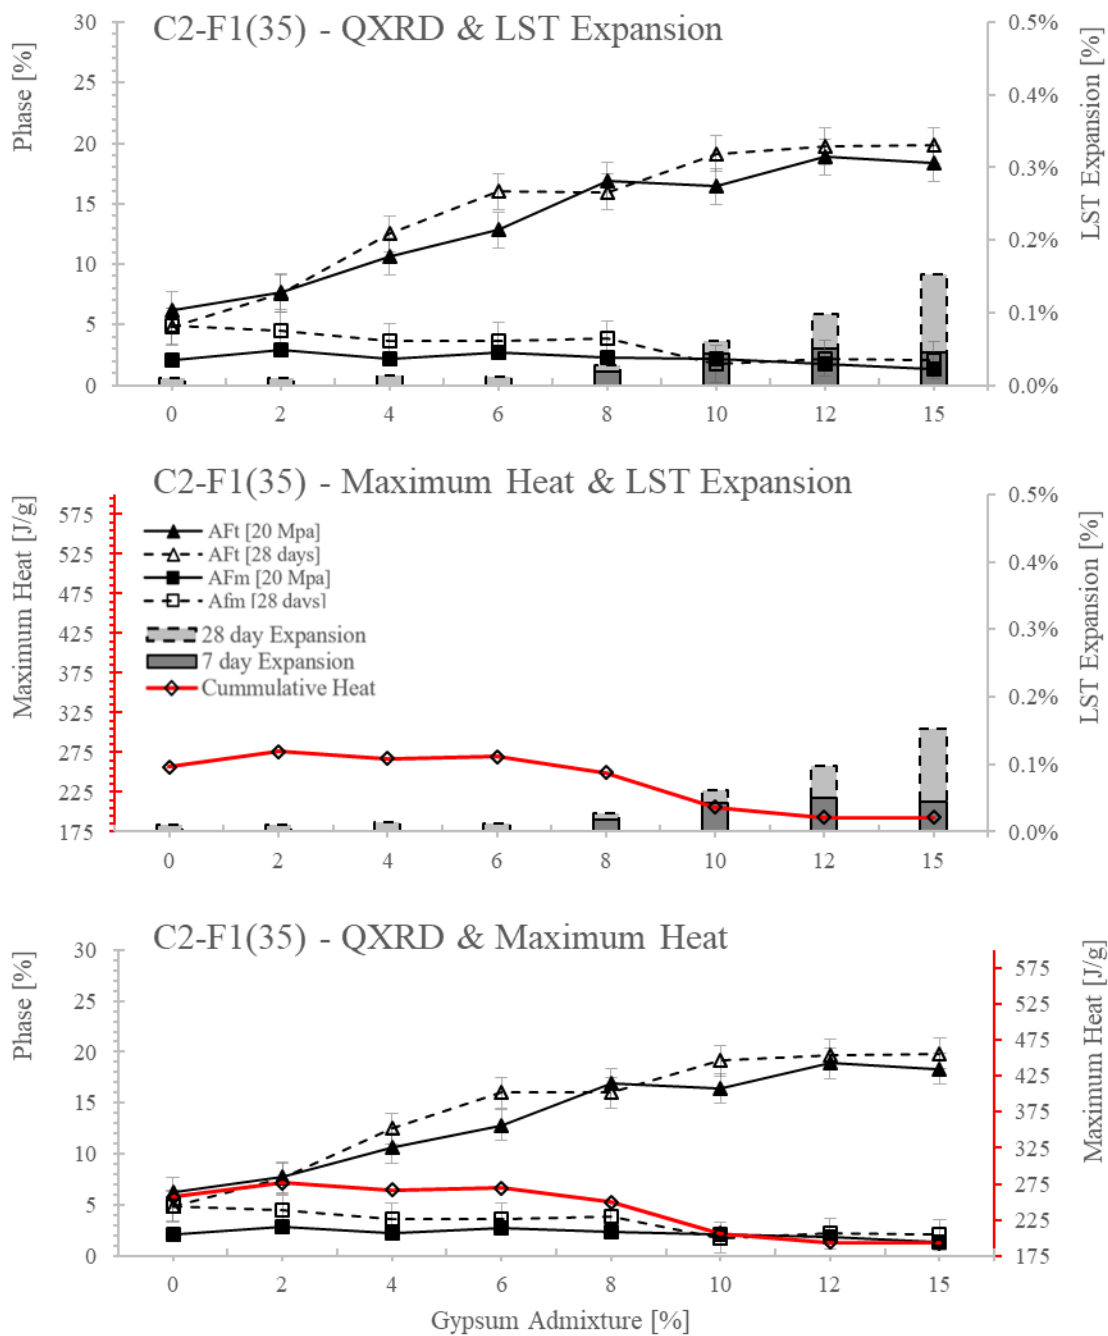 C2-F1(35) - QXRD & LST Expansion
Phase [%]
30
25
20
15
10
5
0
0.5%
0.4%
0.3%
0.2%
0.1%
0.0%
LST Expansion [%]
0 2 4 6 8 10 12 15
C2-F1(35) - Maximum Heat & LST Expansion
Maximum Heat [J/g]
575
525
475
425
375
325
275
225
175
AFt [20 Mpa]
AFt [28 days]
AFm [20 Mpa]
Afm [28 days]
28 day Expansion
7 day Expansion
Cummulative Heat
0.5%
0.4%
0.3%
0.2%
0.1%
0.0%
LST Expansion [%]
0 2 4 6 8 10 12 15
C2-F1(35) - QXRD & Maximum Heat
Phase [%]
30
25
20
15
10
5
0
575
525
475
425
375
325
275
225
175
Maximum Heat [J/g]
0 2 4 6 8 10 12 15
Gypsum Admixture [%]